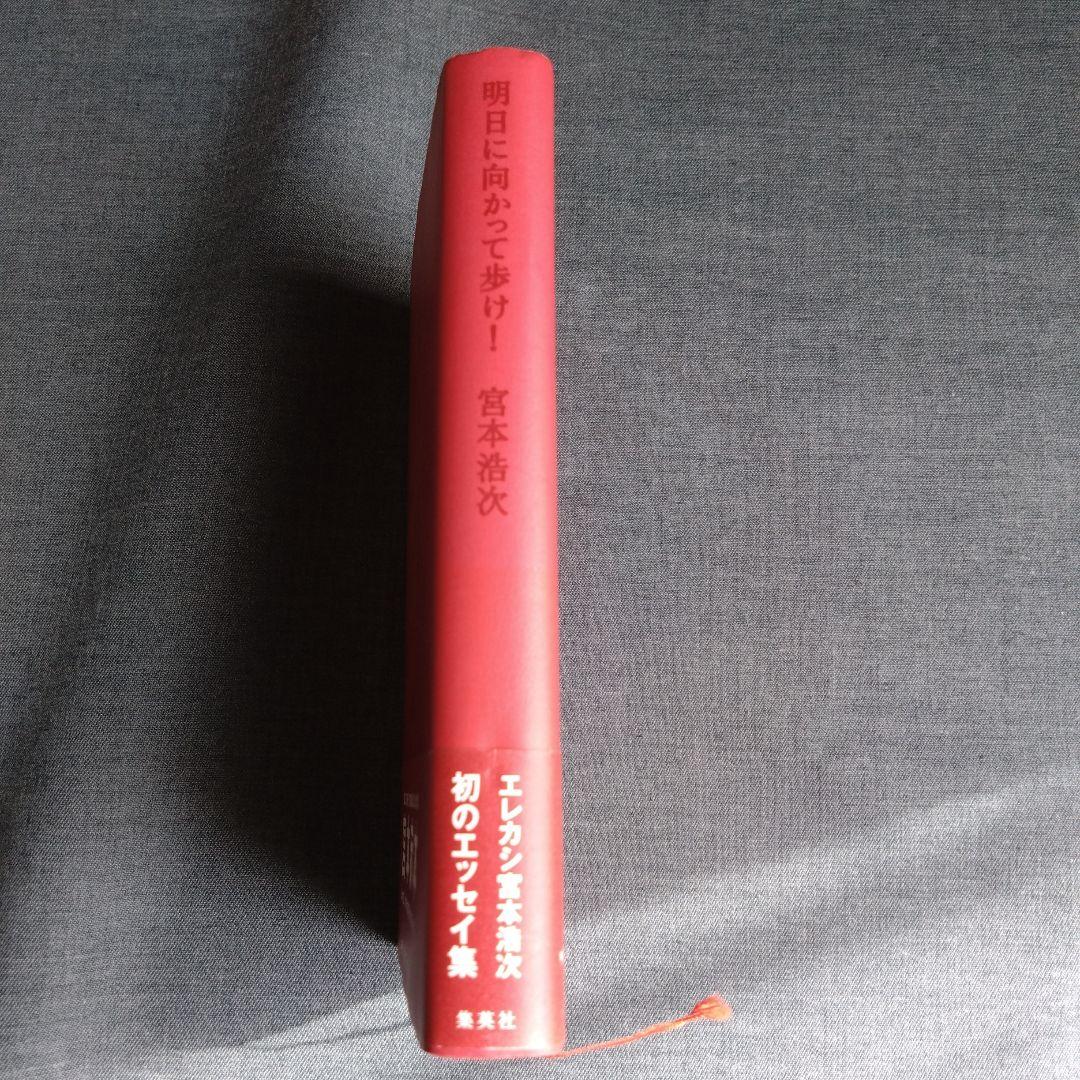 明日に向かって歩け！
宮本浩次
エレカシ宮本浩次
初のエッセイ集
集英社